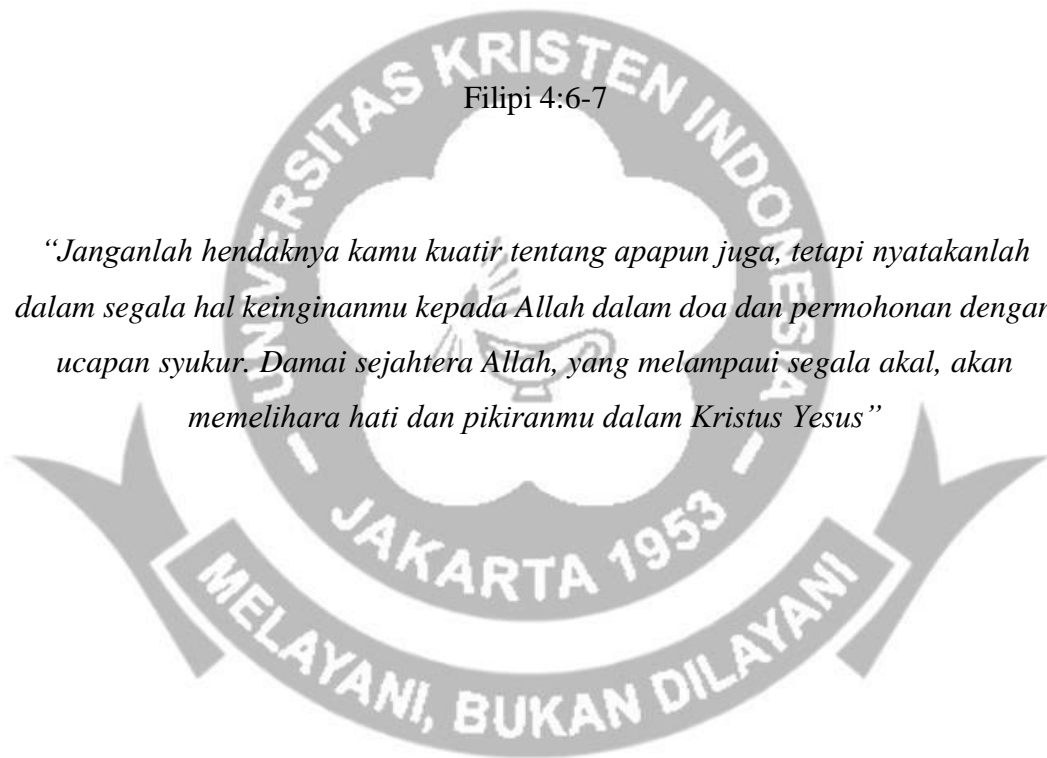 UNIVERSITAS KRISTEN INDONESIA
Filipi 4:6-7
“Janganlah hendaknya kamu kuatir tentang apapun juga, tetapi nyatakanlah
dalam segala hal keinginanmu kepada Allah dalam doa dan permohonan dengan
ucapan syukur. Damai sejahtera Allah, yang melampaui segala akal, akan
memelihara hati dan pikiranmu dalam Kristus Yesus”
– JAKARTA 1953 –
MELAYANI, BUKAN DILAYANI